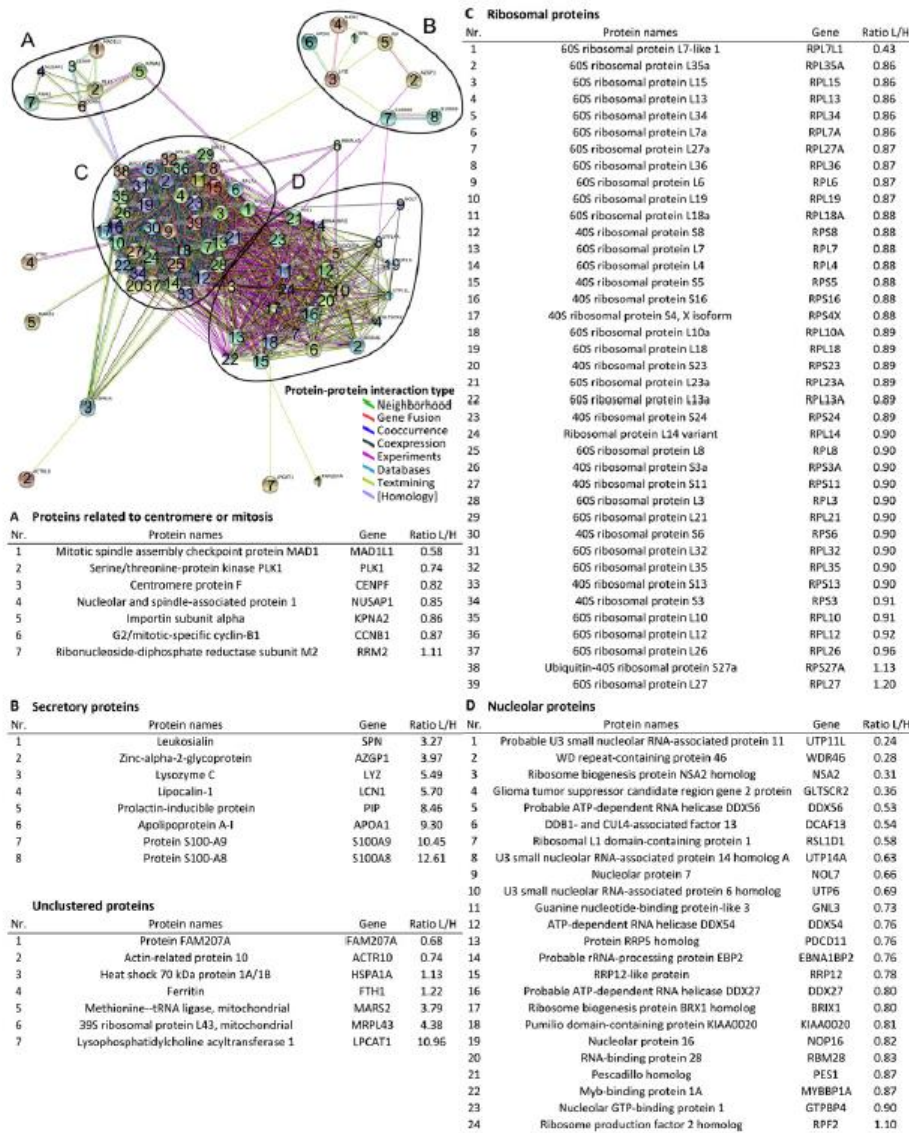 A
B
C
D
Protein-protein interaction type
Neighborhood
Gene Fusion
Cooccurrence
Coexpression
Experiments
Databases
Textmining
[Homology]
A Proteins related to centromere or mitosis
Nr. Protein names Gene Ratio L/H
1 Mitotic spindle assembly checkpoint protein MAD1 MAD1L1 0.58
2 Serine/threonine-protein kinase PLK1 PLK1 0.74
3 Centromere protein F CENPF 0.82
4 Nucleolar and spindle-associated protein 1 NUSAP1 0.85
5 Importin subunit alpha KPNA2 0.86
6 G2/mitotic-specific cyclin-B1 CCNB1 0.87
7 Ribonucleoside-diphosphate reductase subunit M2 RRM2 1.11
B Secretory proteins
Nr. Protein names Gene Ratio L/H
1 Leukosialin SPN 3.27
2 Zinc-alpha-2-glycoprotein AZGP1 3.97
3 Lysozyme C LYZ 5.49
4 Lipocalin-1 LCN1 5.70
5 Prolactin-inducible protein PIP 8.46
6 Apolipoprotein A-I APOA1 9.30
7 Protein S100-A9 S100A9 10.45
8 Protein S100-A8 S100A8 12.61
Unclustered proteins
1 Protein FAM207A FAM207A 0.68
2 Actin-related protein 10 ACTR10 0.74
3 Heat shock 70 kDa protein 1A/1B HSPA1A 1.13
4 Ferritin FTH1 1.22
5 Methionine--tRNA ligase, mitochondrial MARS2 3.79
6 39S ribosomal protein L43, mitochondrial MRPL43 4.38
7 Lysophosphatidylcholine acyltransferase 1 LPCAT1 10.96
C Ribosomal proteins
Nr. Protein names Gene Ratio L/H
1 60S ribosomal protein L7-like 1 RPL7L1 0.43
2 60S ribosomal protein L35a RPL35A 0.86
3 60S ribosomal protein L15 RPL15 0.86
4 60S ribosomal protein L13 RPL13 0.86
5 60S ribosomal protein L34 RPL34 0.86
6 60S ribosomal protein L7a RPL7A 0.86
7 60S ribosomal protein L27a RPL27A 0.87
8 60S ribosomal protein L36 RPL36 0.87
9 60S ribosomal protein L6 RPL6 0.87
10 60S ribosomal protein L19 RPL19 0.87
11 60S ribosomal protein L18a RPL18A 0.88
12 40S ribosomal protein S8 RPS8 0.88
13 60S ribosomal protein L7 RPL7 0.88
14 60S ribosomal protein L4 RPL4 0.88
15 40S ribosomal protein S5 RPS5 0.88
16 40S ribosomal protein S16 RPS16 0.88
17 40S ribosomal protein S4, X isoform RPS4X 0.88
18 60S ribosomal protein L10a RPL10A 0.89
19 60S ribosomal protein L18 RPL18 0.89
20 40S ribosomal protein S23 RPS23 0.89
21 60S ribosomal protein L23a RPL23A 0.89
22 60S ribosomal protein L13a RPL13A 0.89
23 40S ribosomal protein S24 RPS24 0.89
24 Ribosomal protein L14 variant RPL14 0.90
25 60S ribosomal protein L8 RPL8 0.90
26 40S ribosomal protein S3a RPS3A 0.90
27 40S ribosomal protein S11 RPS11 0.90
28 60S ribosomal protein L3 RPL3 0.90
29 60S ribosomal protein L21 RPL21 0.90
30 40S ribosomal protein S6 RPS6 0.90
31 60S ribosomal protein L32 RPL32 0.90
32 60S ribosomal protein L35 RPL35 0.90
33 40S ribosomal protein S13 RPS13 0.90
34 40S ribosomal protein S3 RPS3 0.91
35 60S ribosomal protein L10 RPL10 0.91
36 60S ribosomal protein L12 RPL12 0.92
37 60S ribosomal protein L26 RPL26 0.96
38 Ubiquitin-40S ribosomal protein S27a RPS27A 1.13
39 60S ribosomal protein L27 RPL27 1.20
D Nucleolar proteins
Nr. Protein names Gene Ratio L/H
1 Probable U3 small nucleolar RNA-associated protein 11 UTP11L 0.24
2 WD repeat-containing protein 46 WDR46 0.28
3 Ribosome biogenesis protein NSA2 homolog NSA2 0.31
4 Glioma tumor suppressor candidate region gene 2 protein GLTSCR2 0.36
5 Probable ATP-dependent RNA helicase DDX56 DDX56 0.53
6 DDB1- and CUL4-associated factor 13 DCAF13 0.54
7 Ribosomal L1 domain-containing protein 1 RSL1D1 0.58
8 U3 small nucleolar RNA-associated protein 14 homolog A UTP14A 0.63
9 Nucleolar protein 7 NOL7 0.66
10 U3 small nucleolar RNA-associated protein 6 homolog UTP6 0.69
11 Guanine nucleotide-binding protein-like 3 GNL3 0.73
12 ATP-dependent RNA helicase DDX54 DDX54 0.76
13 Protein RRP5 homolog PDCD11 0.76
14 Probable rRNA-processing protein EBP2 EBNA1BP2 0.76
15 RRP12-like protein RRP12 0.78
16 Probable ATP-dependent RNA helicase DDX27 DDX27 0.80
17 Ribosome biogenesis protein BRX1 homolog BRIX1 0.80
18 Pumilio domain-containing protein KIAA0020 KIAA0020 0.81
19 Nucleolar protein 16 NOP16 0.82
20 RNA-binding protein 28 RBM28 0.83
21 Pescadillo homolog PES1 0.87
22 Myb-binding protein 1A MYBBP1A 0.87
23 Nucleolar GTP-binding protein 1 GTPBP4 0.90
24 Ribosome production factor 2 homolog RPF2 1.10